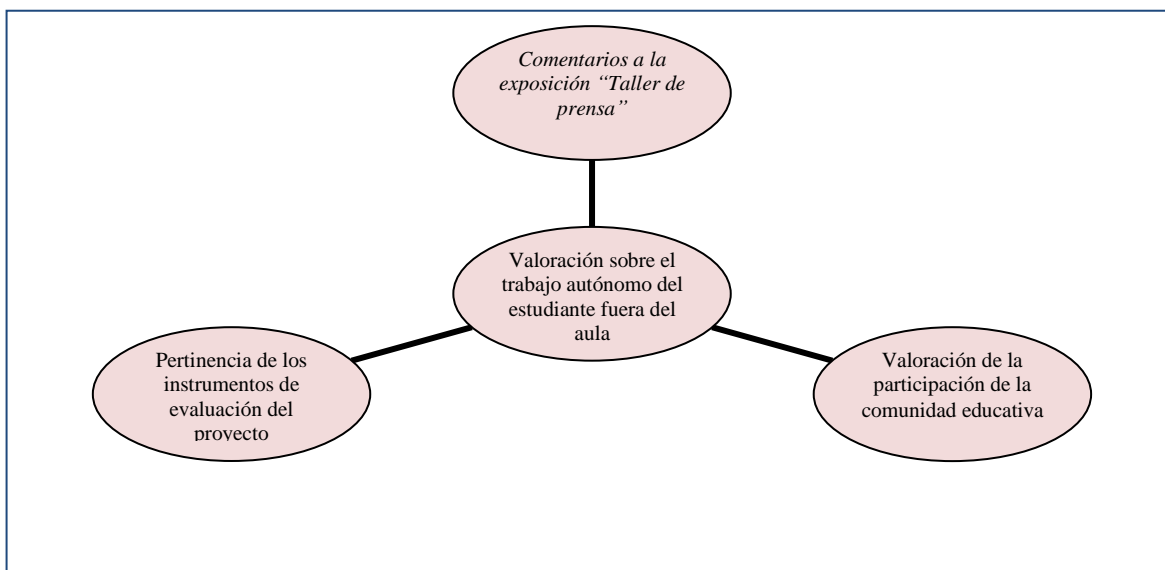 Comentarios a la
exposición “Taller de
prensa”
Valoración sobre el
trabajo autónomo del
estudiante fuera del
aula
Pertinencia de los
instrumentos de
evaluación del
proyecto
Valoración de la
participación de la
comunidad educativa